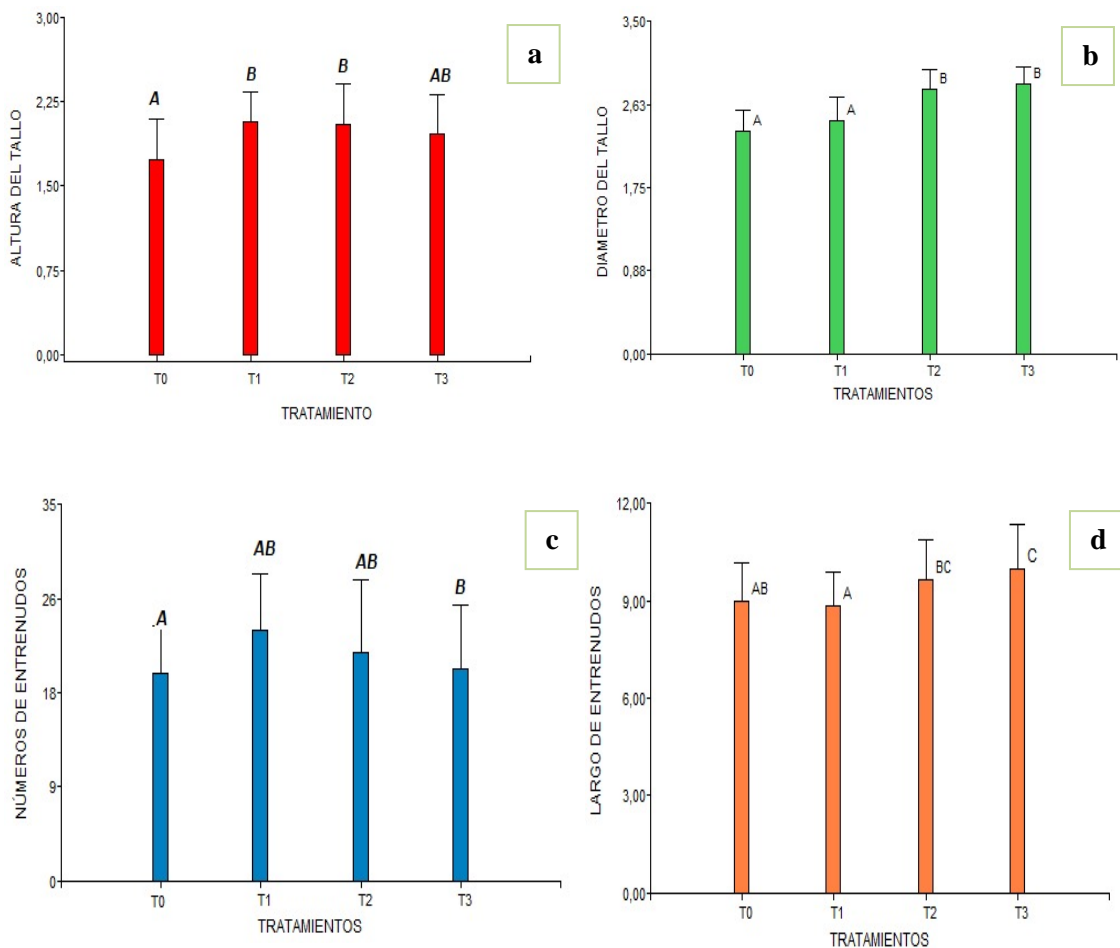 a
3,00
2,25
1,50
0,75
0,00
ALTURA DEL TALLO
A
B
B
AB
T0 T1 T2 T3
TRATAMIENTO
b
3,50
2,63
1,75
0,88
0,00
DIAMETRO DEL TALLO
A
A
B
B
T0 T1 T2 T3
TRATAMIENTOS
c
35
26
18
9
0
NÚMEROS DE ENTRENUDOS
A
AB
AB
B
T0 T1 T2 T3
TRATAMIENTOS
d
12,00
9,00
6,00
3,00
0,00
LARGO DE ENTRENUDOS
AB
A
BC
C
T0 T1 T2 T3
TRATAMIENTOS